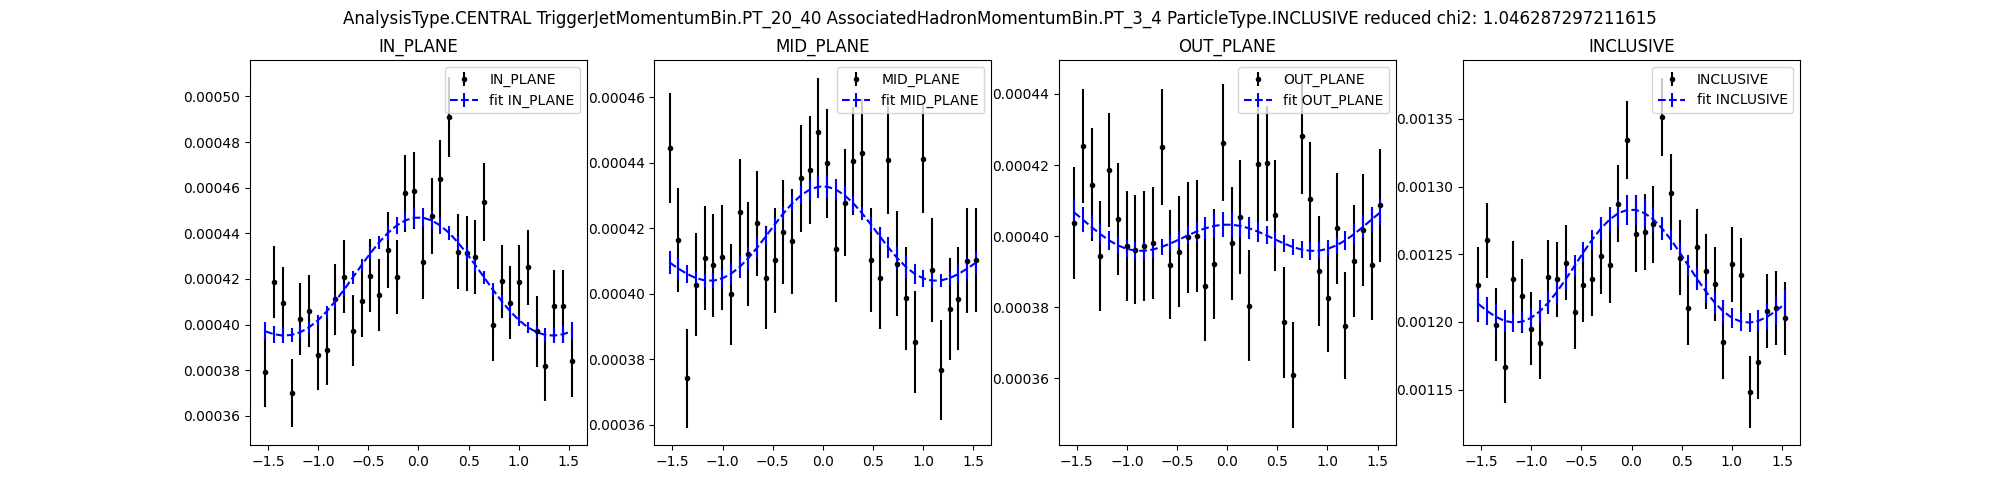 AnalysisType.CENTRAL TriggerJetMomentumBin.PT_20_40 AssociatedHadronMomentumBin.PT_3_4 ParticleType.INCLUSIVE reduced chi2: 1.046287297211615
IN_PLANE
IN_PLANE
fit IN_PLANE
0.00050
0.00048
0.00046
0.00044
0.00042
0.00040
0.00038
0.00036
−1.5 −1.0 −0.5 0.0 0.5 1.0 1.5
MID_PLANE
MID_PLANE
fit MID_PLANE
0.00046
0.00044
0.00042
0.00040
0.00038
0.00036
−1.5 −1.0 −0.5 0.0 0.5 1.0 1.5
OUT_PLANE
OUT_PLANE
fit OUT_PLANE
0.00044
0.00042
0.00040
0.00038
0.00036
−1.5 −1.0 −0.5 0.0 0.5 1.0 1.5
INCLUSIVE
INCLUSIVE
fit INCLUSIVE
0.00135
0.00130
0.00125
0.00120
0.00115
−1.5 −1.0 −0.5 0.0 0.5 1.0 1.5